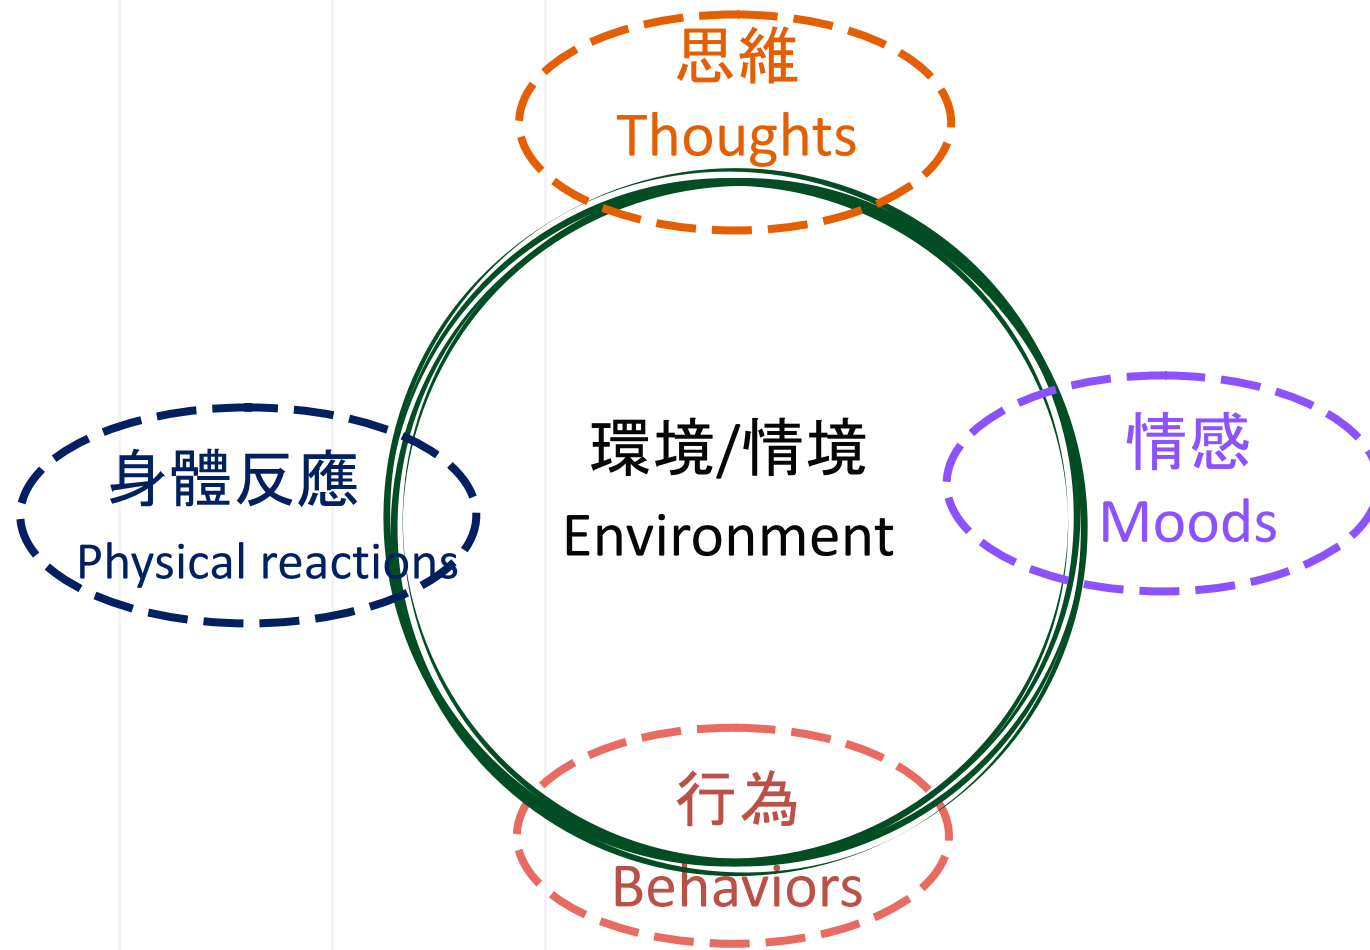 思維
Thoughts
身體反應
Physical reactions
環境/情境
Environment
情感
Moods
行為
Behaviors